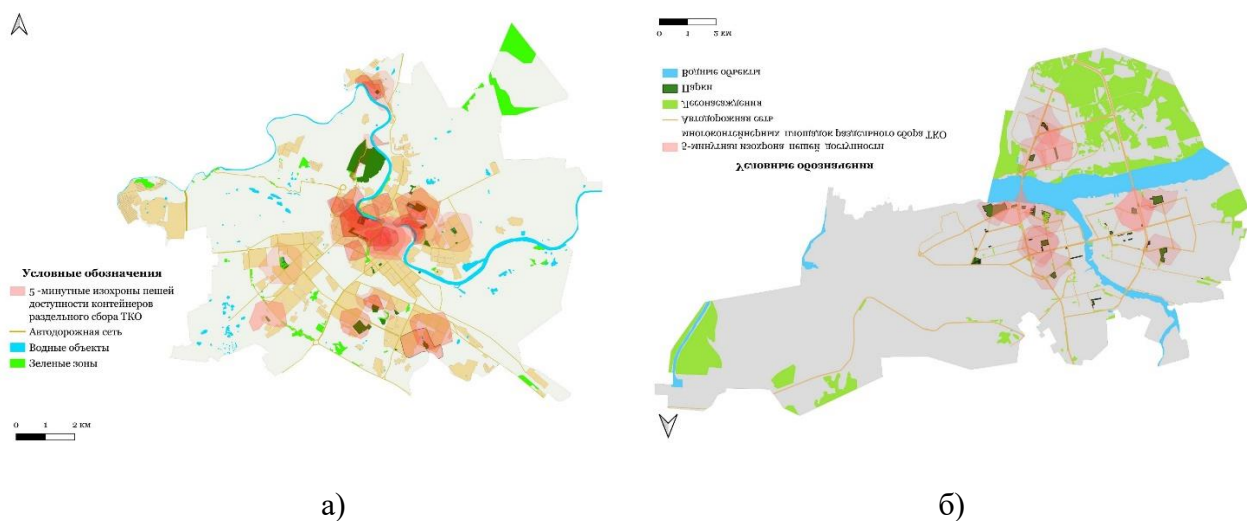 Условные обозначения
5 -минутные изохроны пешей
доступности контейнеров
раздельного сбора ТКО
Автодорожная сеть
Водные объекты
Зеленые зоны
0 1 2 км
0 1 2 км
Водные объекты
Парки
Лесонасаждения
Автодорожная сеть
многоконтейнерных площадок раздельного сбора ТКО
5-минутная изохрона пешей доступности
Условные обозначения
а)
б)